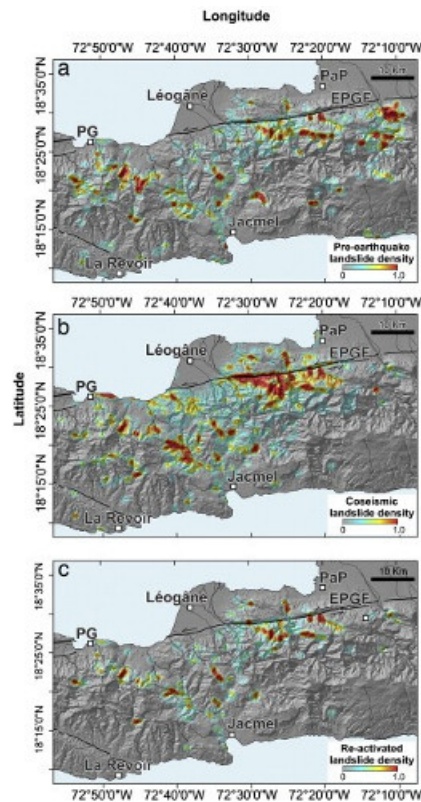 Longitude
72°50'0"W 72°40'0"W 72°30'0"W 72°20'0"W 72°10'0"W
a
18°35'0"N
18°25'0"N
18°15'0"N
PaP
10 Km
Léogâne
EPGF
PG
Jacmel
La Revoir
Pre-earthquake
landslide density
0 1.0
72°50'0"W 72°40'0"W 72°30'0"W 72°20'0"W 72°10'0"W
b
Latitude
18°35'0"N
18°25'0"N
18°15'0"N
PaP
10 Km
Léogâne
EPGF
PG
Jacmel
La Revoir
Coseismic
landslide density
0 1.0
c
18°35'0"N
18°25'0"N
18°15'0"N
PaP
10 Km
Léogâne
EPGF
PG
Jacmel
La Revoir
Re-activated
landslide density
0 1.0
72°50'0"W 72°40'0"W 72°30'0"W 72°20'0"W 72°10'0"W